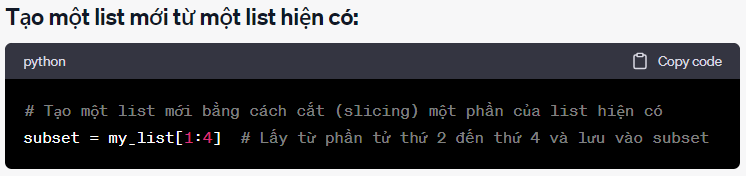 Tạo một list mới từ một list hiện có:
python Copy code
# Tạo một list mới bằng cách cắt (slicing) một phần của list hiện có
subset = my_list[1:4]  # Lấy từ phần tử thứ 2 đến thứ 4 và lưu vào subset